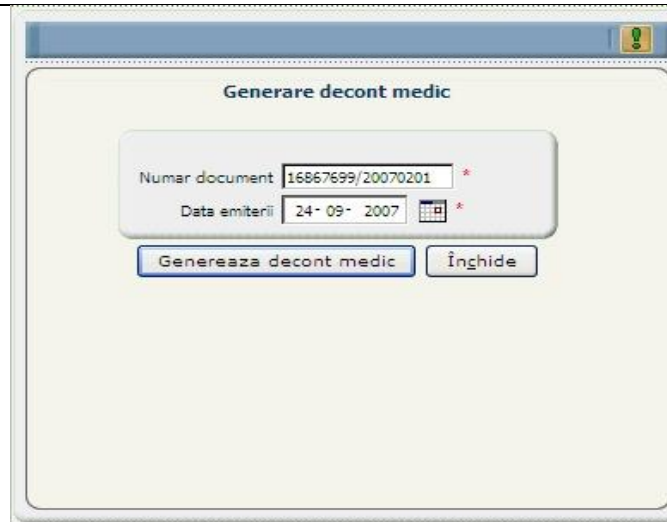 Generare decont medic
Numar document 16867699/20070201 *
Data emiterii 24- 09- 2007 *
Genereaza decont medic Închide